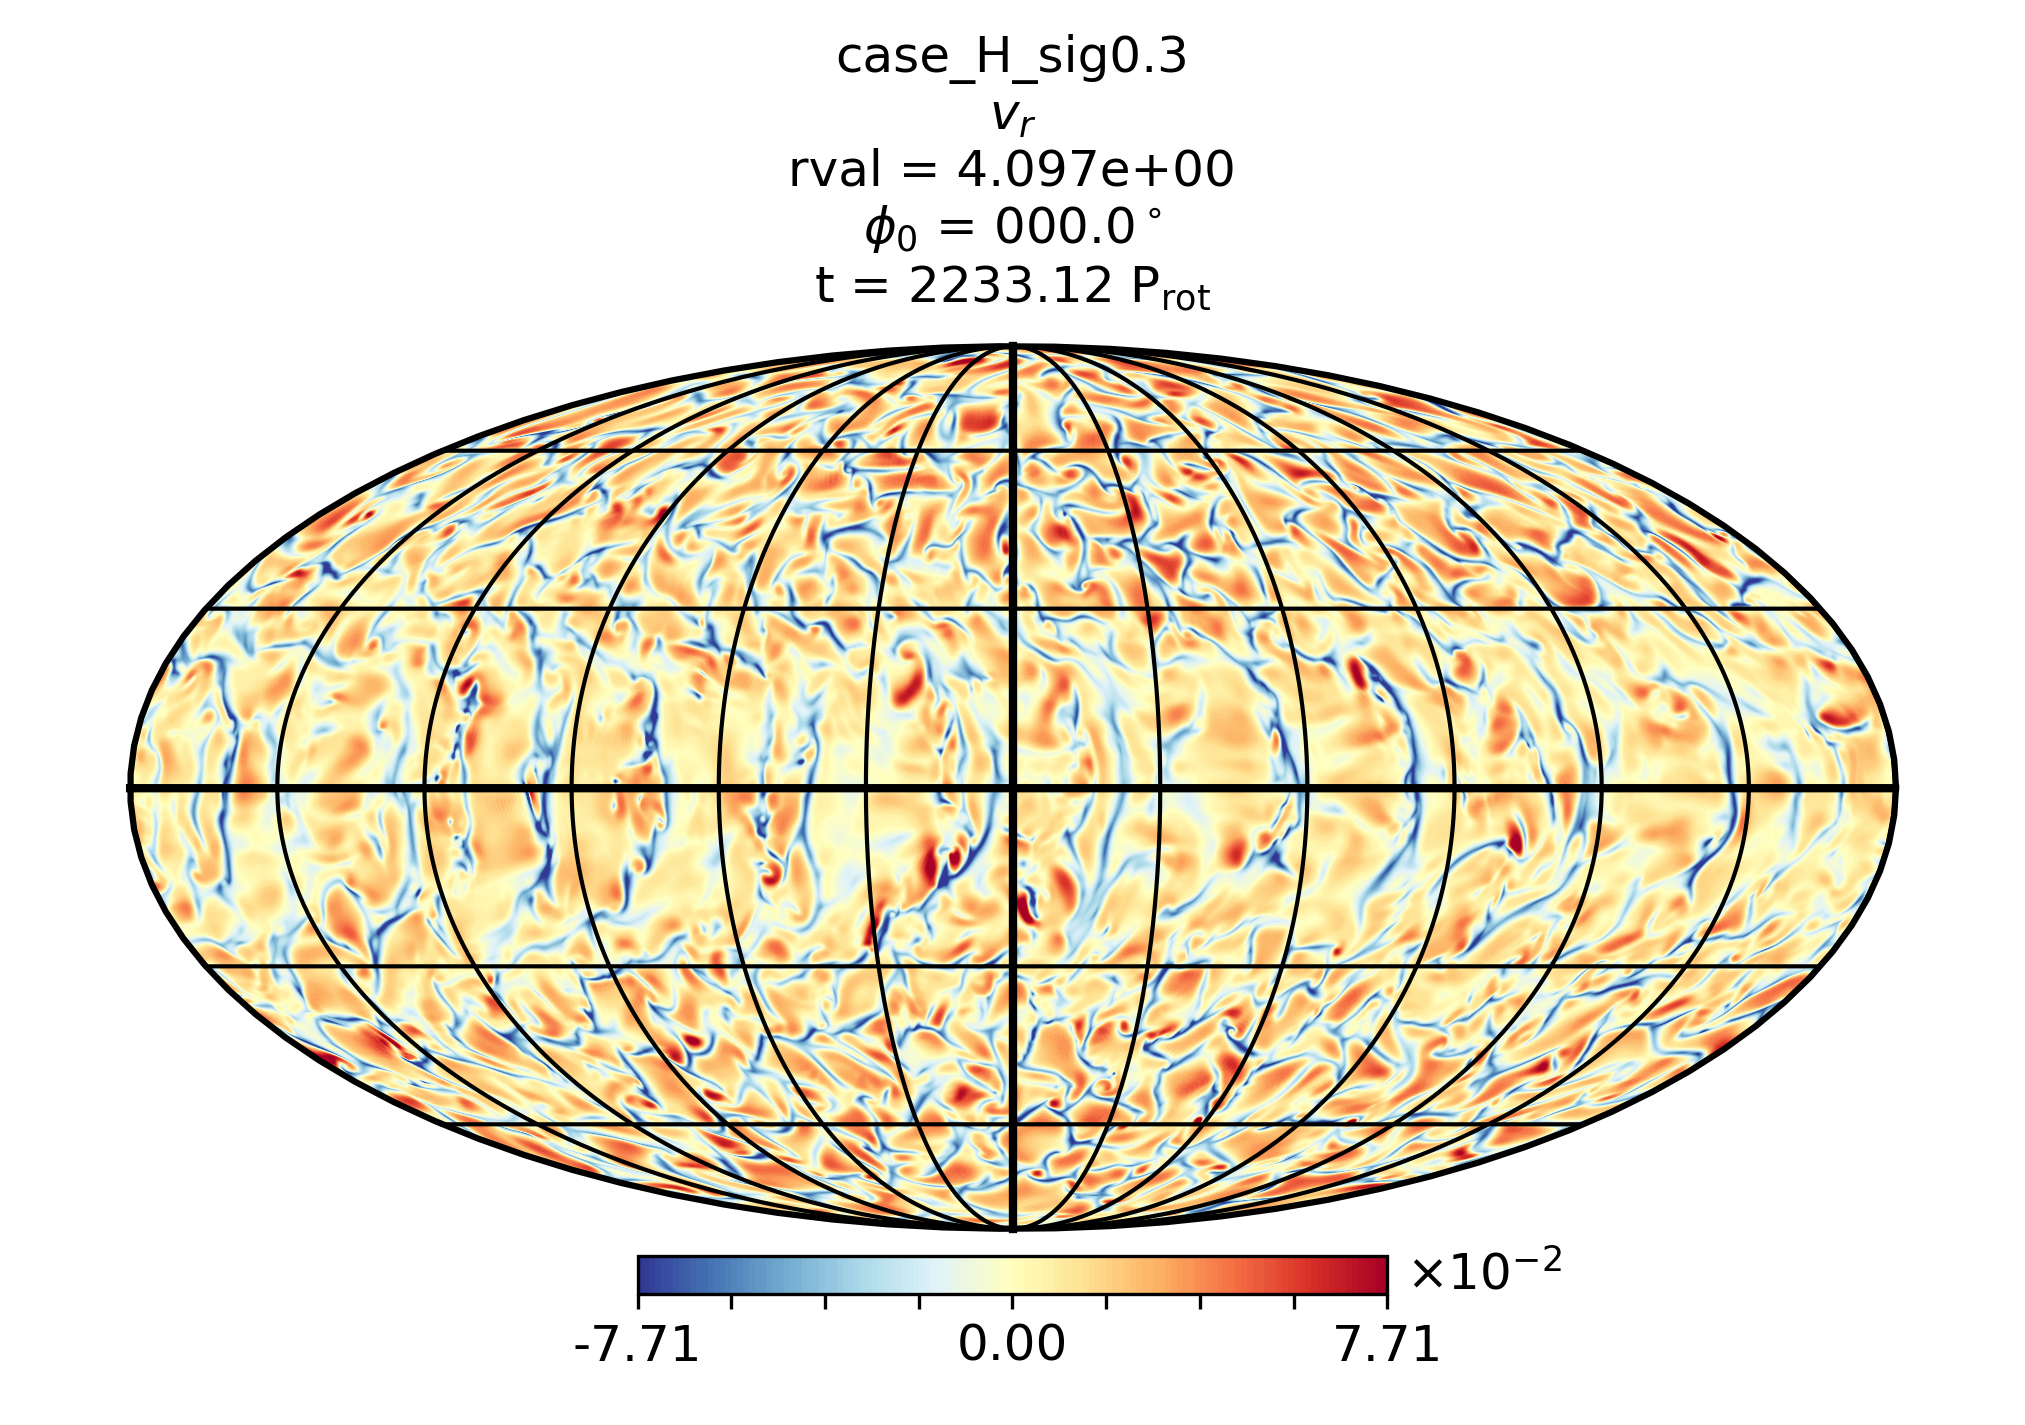 case_H_sig0.3
v_r
rval = 4.097e+00
ϕ₀ = 000.0°
t = 2233.12 P_rot
×10⁻²
-7.71 0.00 7.71